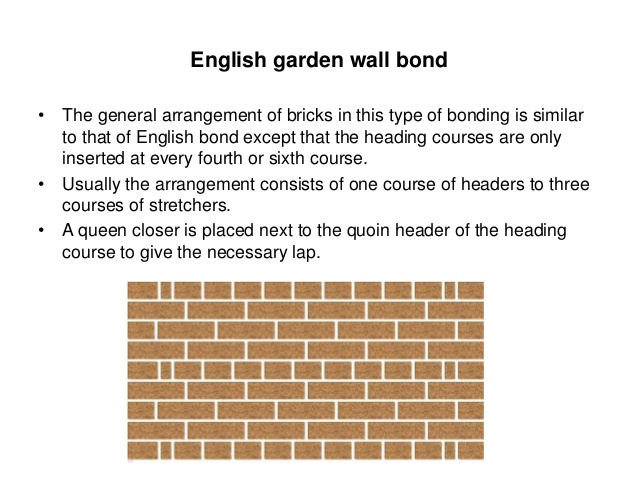 English garden wall bond
• The general arrangement of bricks in this type of bonding is similar
to that of English bond except that the heading courses are only
inserted at every fourth or sixth course.
• Usually the arrangement consists of one course of headers to three
courses of stretchers.
• A queen closer is placed next to the quoin header of the heading
course to give the necessary lap.